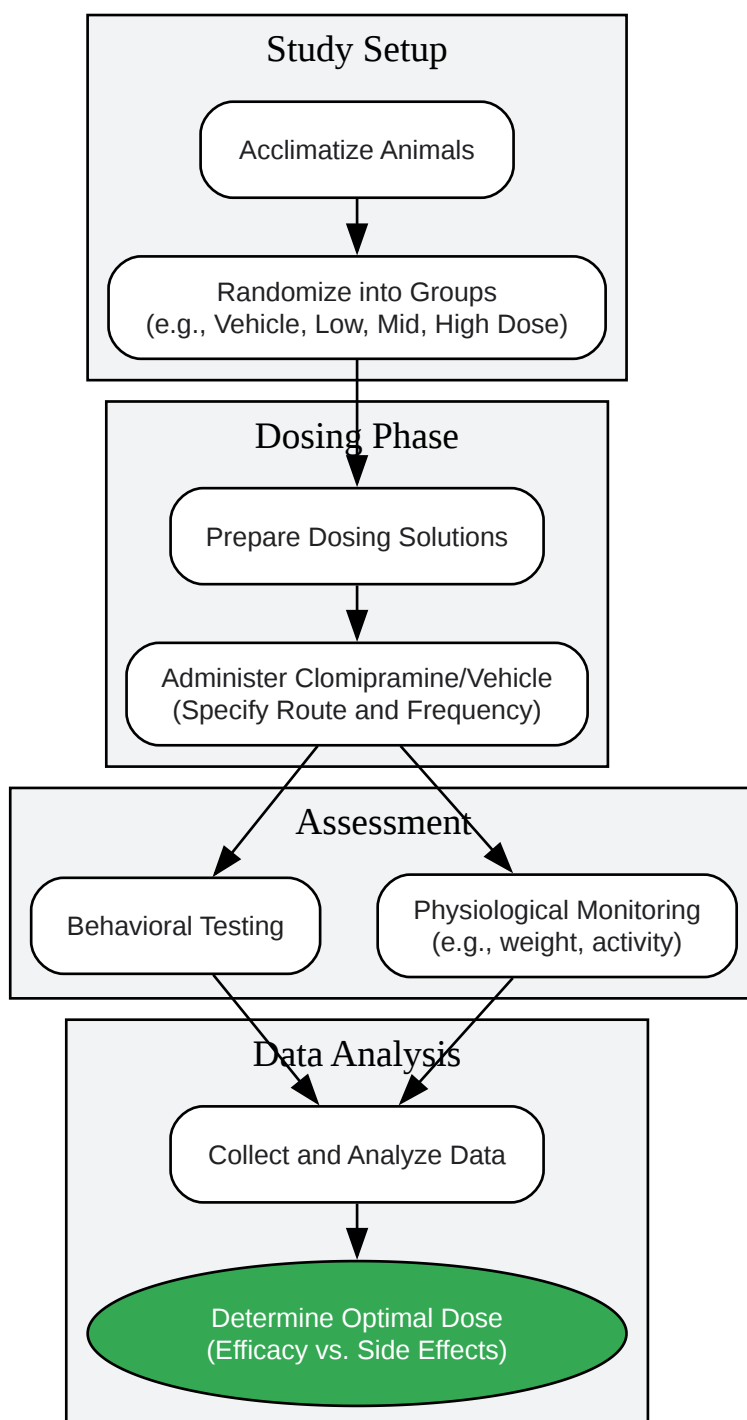 Study Setup
Acclimatize Animals
Randomize into Groups
(e.g., Vehicle, Low, Mid, High Dose)
Dosing Phase
Prepare Dosing Solutions
Administer Clomipramine/Vehicle
(Specify Route and Frequency)
Assessment
Behavioral Testing
Physiological Monitoring
(e.g., weight, activity)
Data Analysis
Collect and Analyze Data
Determine Optimal Dose
(Efficacy vs. Side Effects)